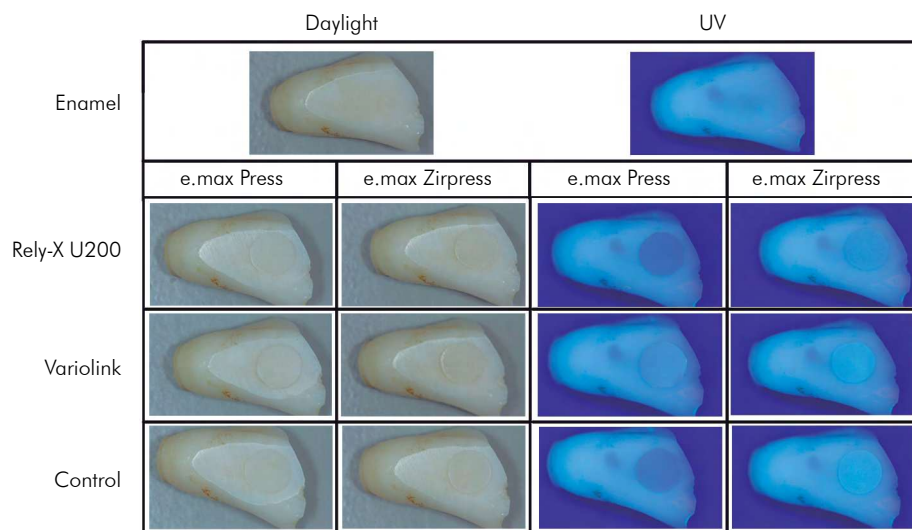 Daylight UV
Enamel
e.max Press e.max Zirpress e.max Press e.max Zirpress
Rely-X U200
Variolink
Control